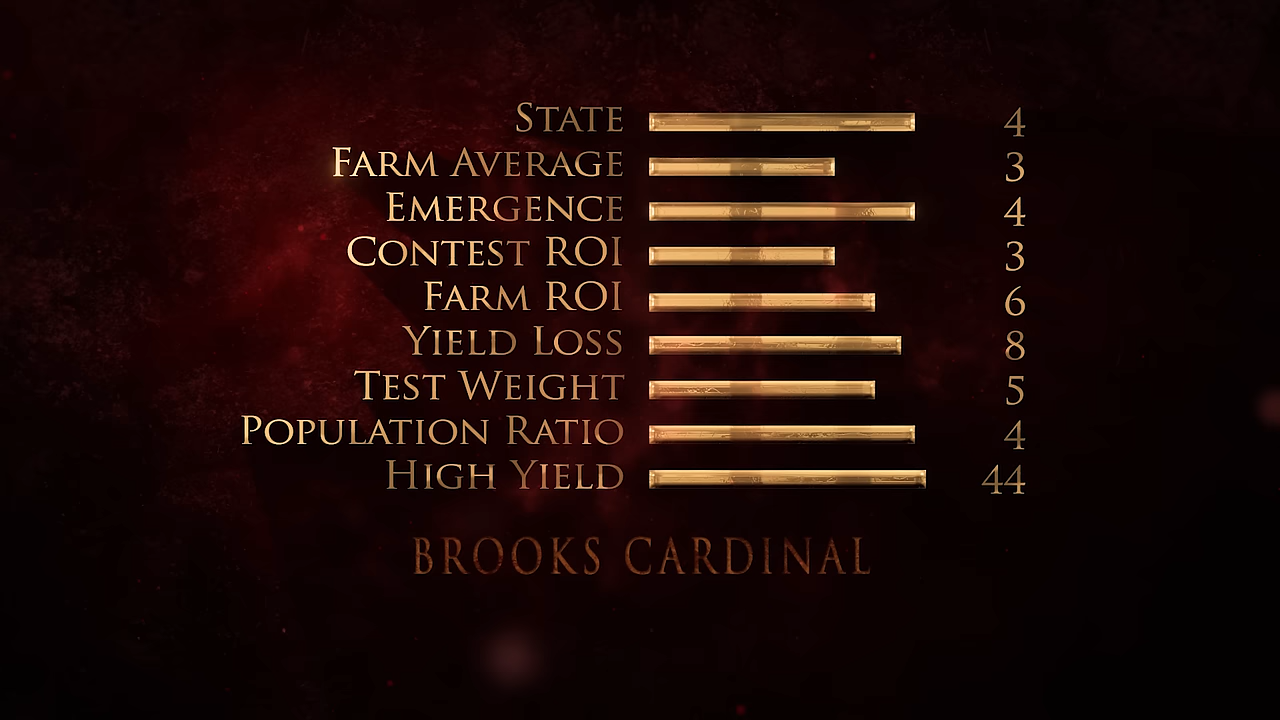 State 4
Farm Average 3
Emergence 4
Contest ROI 3
Farm ROI 6
Yield Loss 8
Test Weight 5
Population Ratio 4
High Yield 44
BROOKS CARDINAL